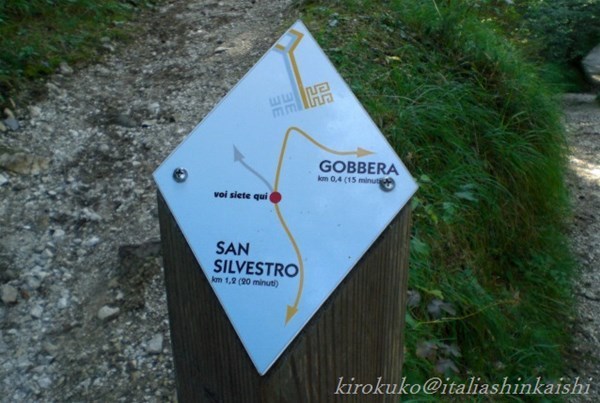 GOBBERA
km 0,4 (15 minuti)
voi siete qui
SAN
SILVESTRO
km 1,2 (20 minuti)
kirokuko@italiashinkaishi